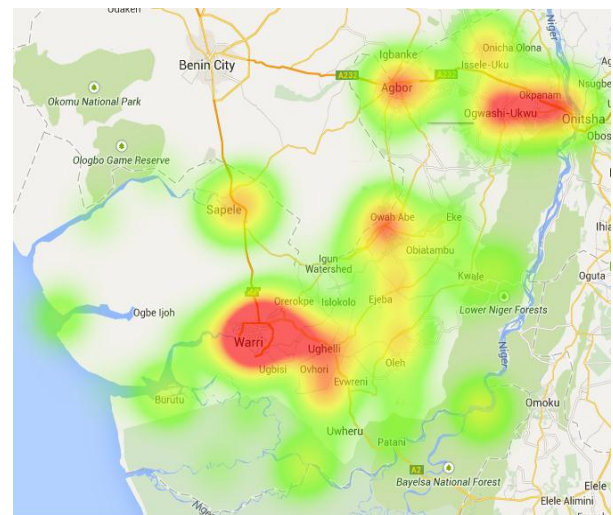 Odaken
Niger
Benin City
Igbanke
Onicha Olona
Issele-Uku
A232
A232
Agbor
Okpanam
Nsugbe
Okomu National Park
Ogwashi-Ukwu
Onitsha
Obos
Ologbo Game Reserve
Sapele
Owah Abe
Eke
Obiatambu
Ihia
Igun
Watershed
Kwale
Oguta
Orerokpe
Islokolo
Ejeba
Lower Niger Forests
Ogbe Ijoh
Warri
Ughelli
Niger
Ugbisi
Ovhori
Oleh
Evwreni
Burutu
Omoku
Uwheru
Patani
A2
Bayelsa National Forest
Elele
Elele Alimini